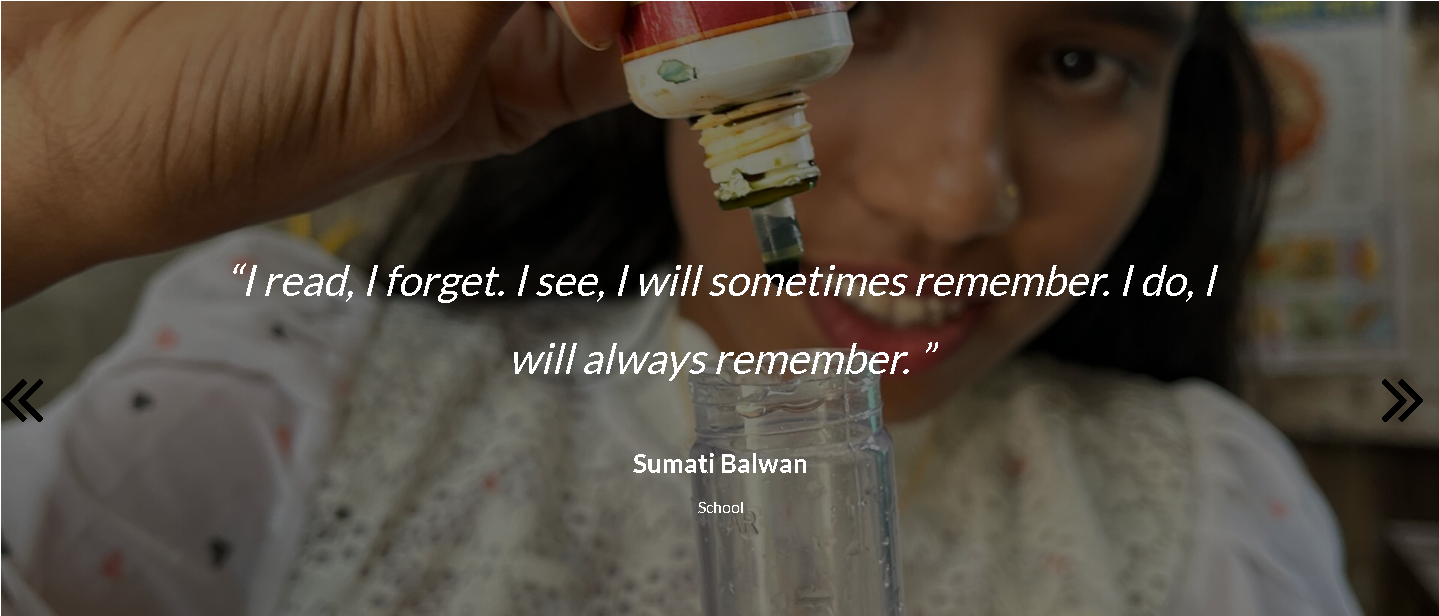 “I read, I forget. I see, I will sometimes remember. I do, I
will always remember. ”
Sumati Balwan
School